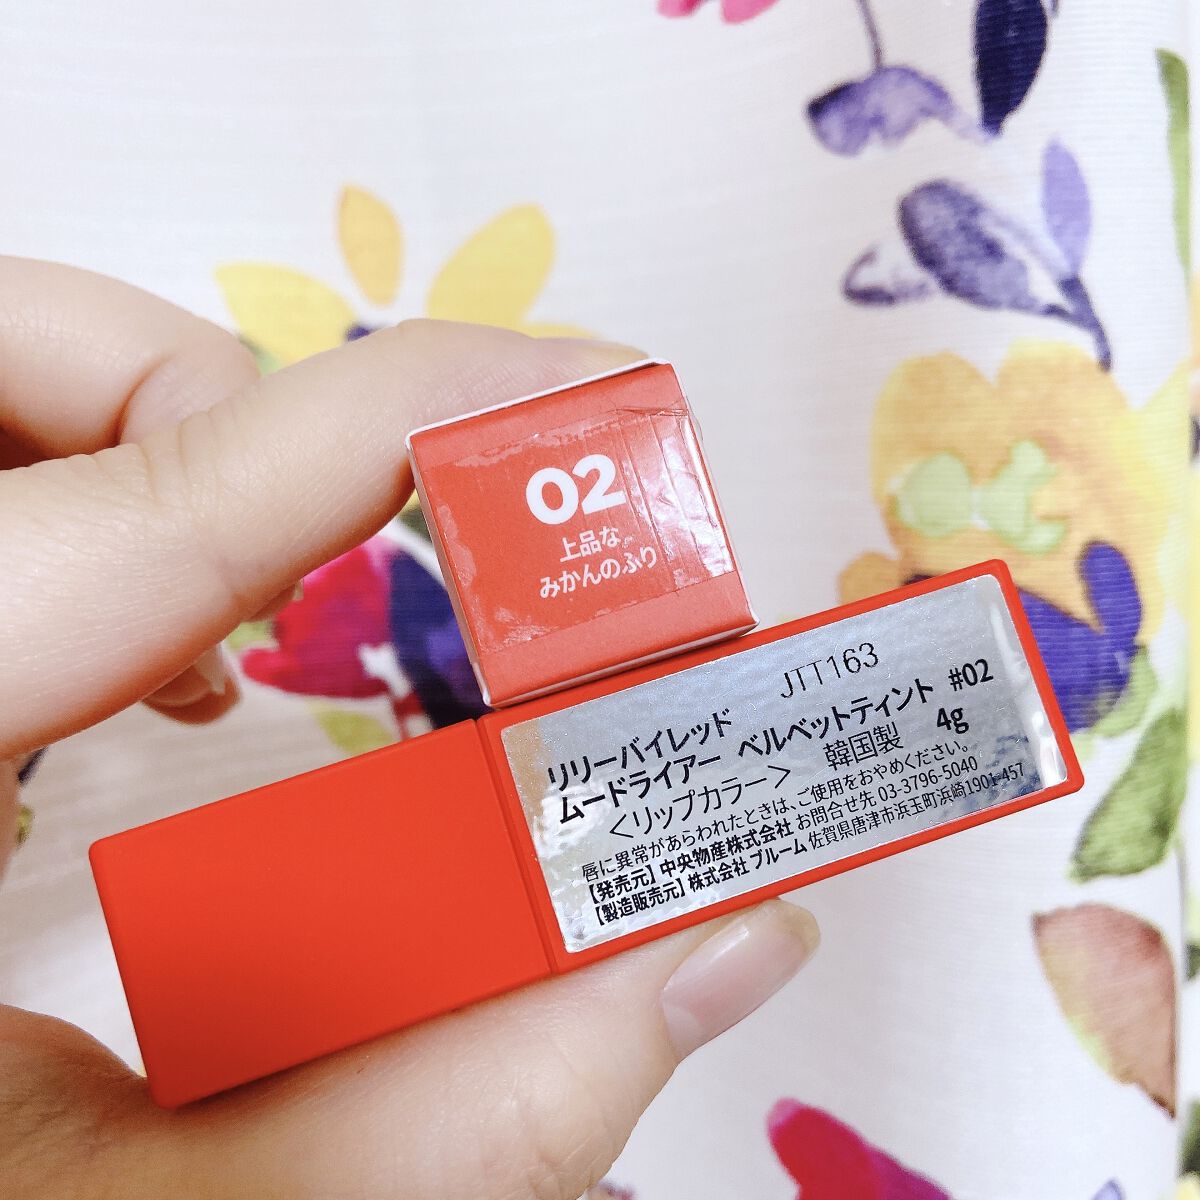 02
上品な
みかんのふり
JTT163
リリーバイレッド
ムードライアー ベルベットティント #02
<リップカラー> 韓国製 4g
唇に異常があらわれたときは、ご使用をおやめください。
【発売元】中央物産株式会社 お問合せ先 03-3796-5040
【製造販売元】株式会社 ブルーム 佐賀県唐津市浜玉町浜崎1901-457